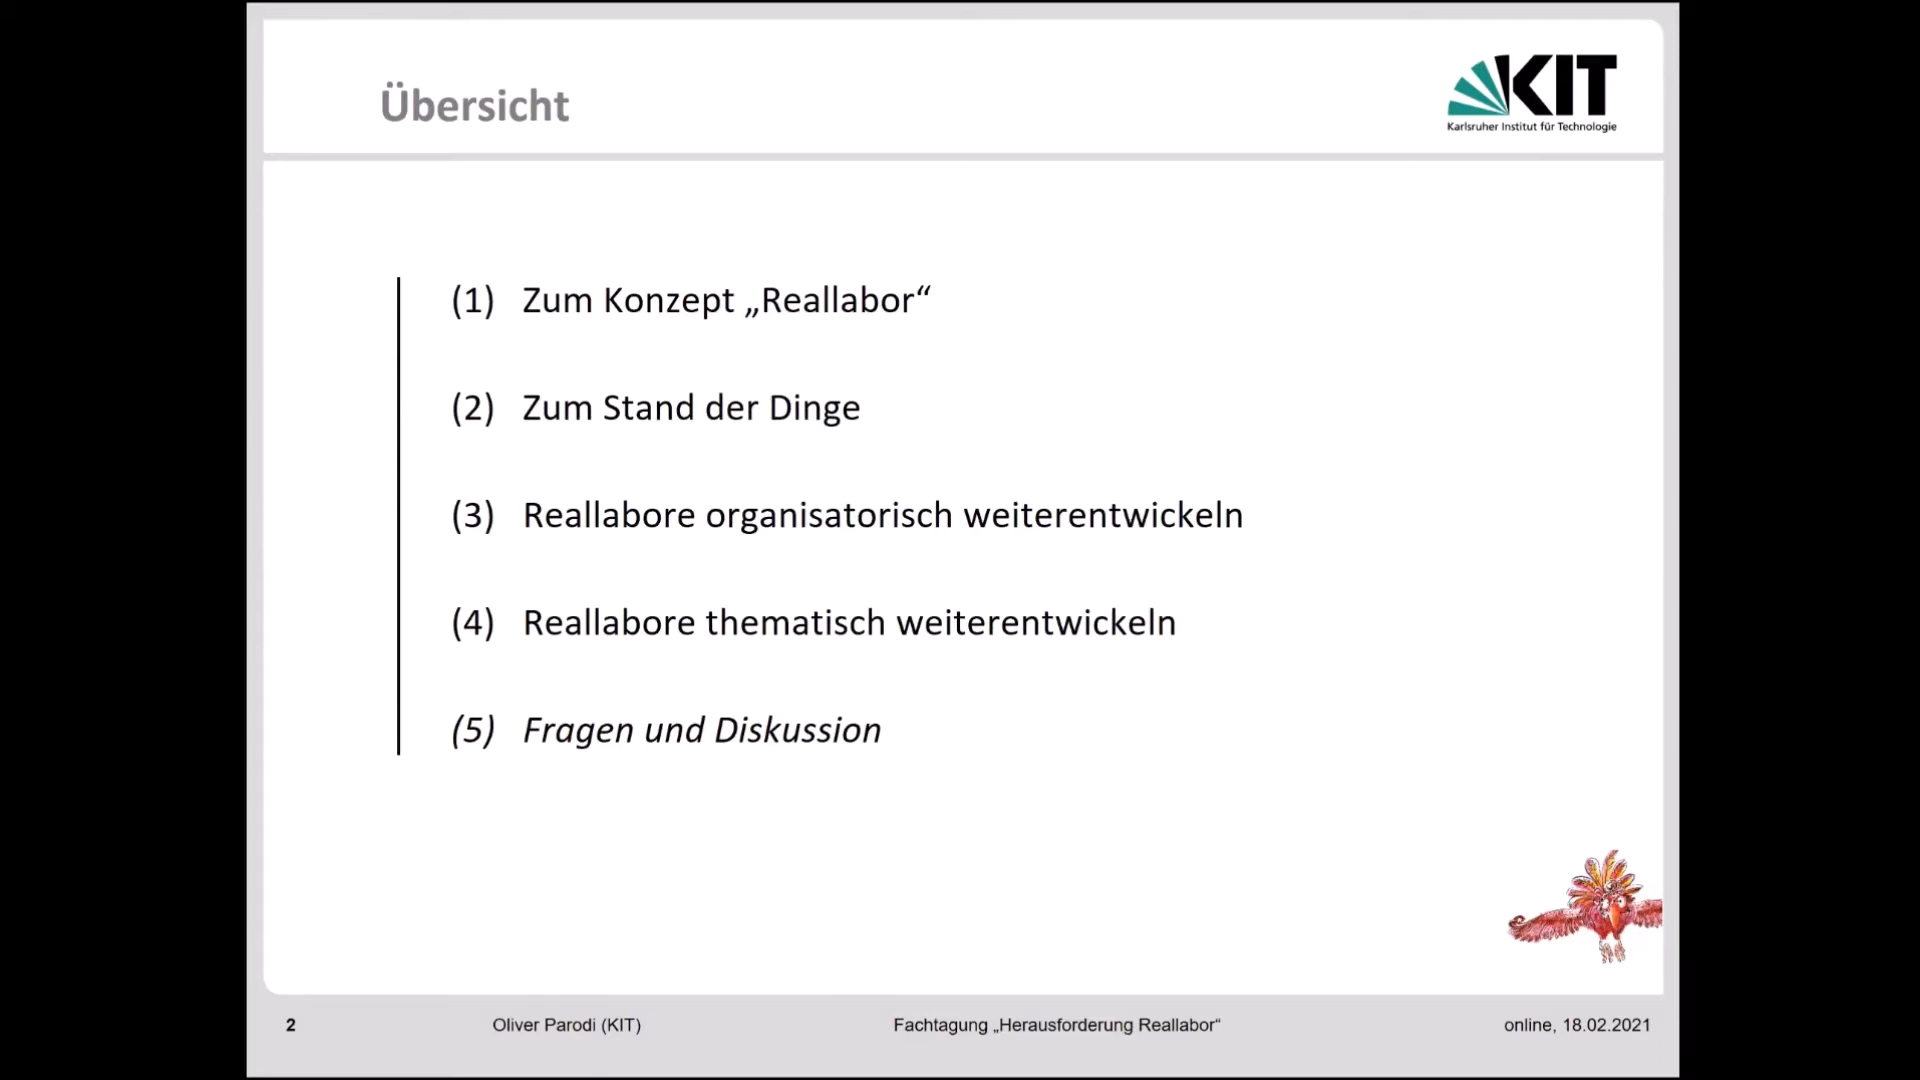 Übersicht
KIT
Karlsruher Institut für Technologie
(1) Zum Konzept „Reallabor“
(2) Zum Stand der Dinge
(3) Reallabore organisatorisch weiterentwickeln
(4) Reallabore thematisch weiterentwickeln
(5) Fragen und Diskussion
2 Oliver Parodi (KIT) Fachtagung „Herausforderung Reallabor“ online, 18.02.2021